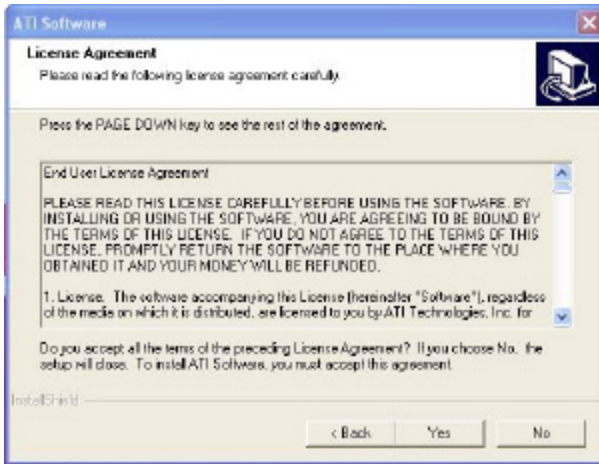 ATI Software
License Agreement
Please read the following license agreement carefully.
Press the PAGE DOWN key to see the rest of the agreement.
End User License Agreement
PLEASE READ THIS LICENSE CAREFULLY BEFORE USING THE SOFTWARE. BY
INSTALLING OR USING THE SOFTWARE, YOU ARE AGREEING TO BE BOUND BY
THE TERMS OF THIS LICENSE. IF YOU DO NOT AGREE TO THE TERMS OF THIS
LICENSE, PROMPTLY RETURN THE SOFTWARE TO THE PLACE WHERE YOU
OBTAINED IT AND YOUR MONEY WILL BE REFUNDED.
1. License. The software accompanying this License (hereinafter "Software"), regardless
of the media on which it is distributed, are licensed to you by ATI Technologies, Inc. for
Do you accept all the terms of the preceding License Agreement? If you choose No, the
setup will close. To install ATI Software, you must accept this agreement.
InstallShield
< Back Yes No